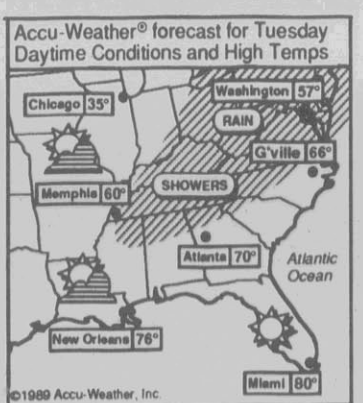 Accu-Weather® forecast for Tuesday
Daytime Conditions and High Temps
Washington 57°
Chicago 35°
RAIN
G'ville 66°
SHOWERS
Memphis 60°
Atlanta 70°
Atlantic
Ocean
New Orleans 76°
Miami 80°
©1989 Accu-Weather, Inc.